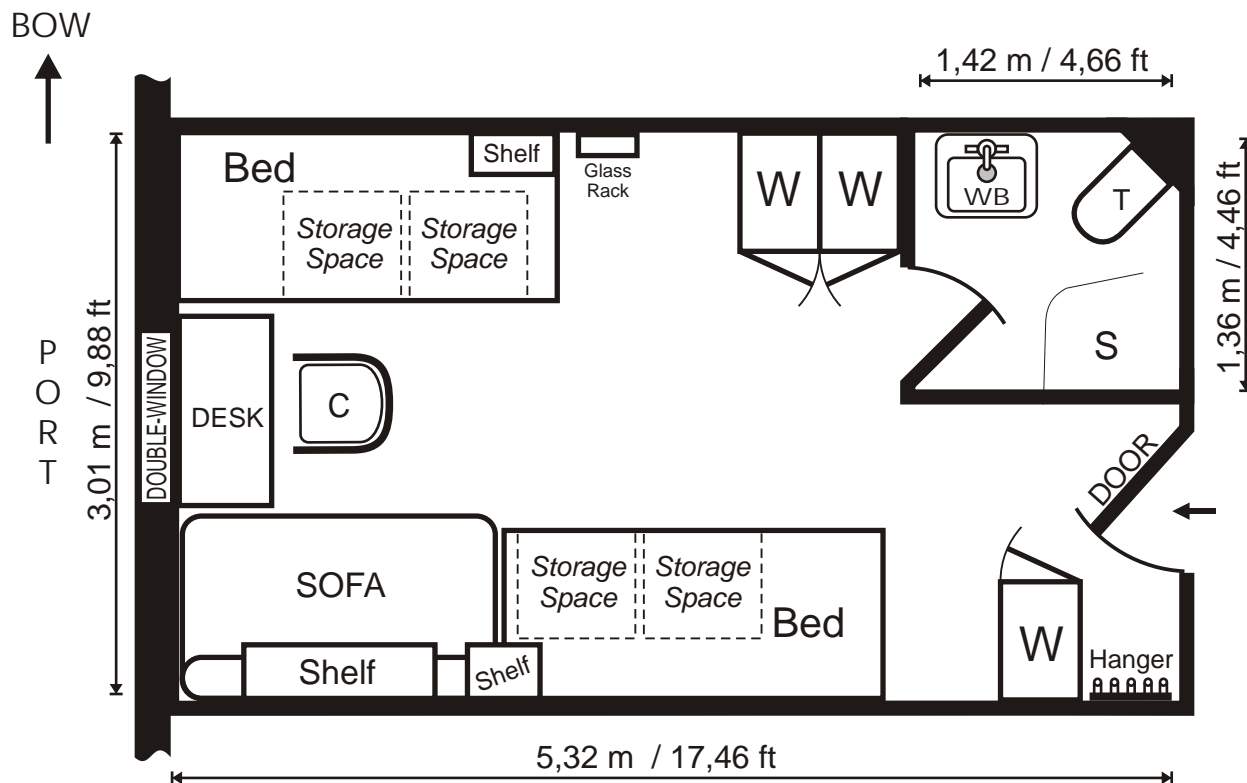 BOW
1,42 m / 4,66 ft
Bed
Shelf
Glass
Rack
W
W
WB
T
Storage
Space
Storage
Space
1,36 m / 4,46 ft
S
PORT
3,01 m / 9,88 ft
DOUBLE-WINDOW
DESK
C
DOOR
SOFA
Storage
Space
Storage
Space
Bed
Shelf
Shelf
W
Hanger
5,32 m / 17,46 ft